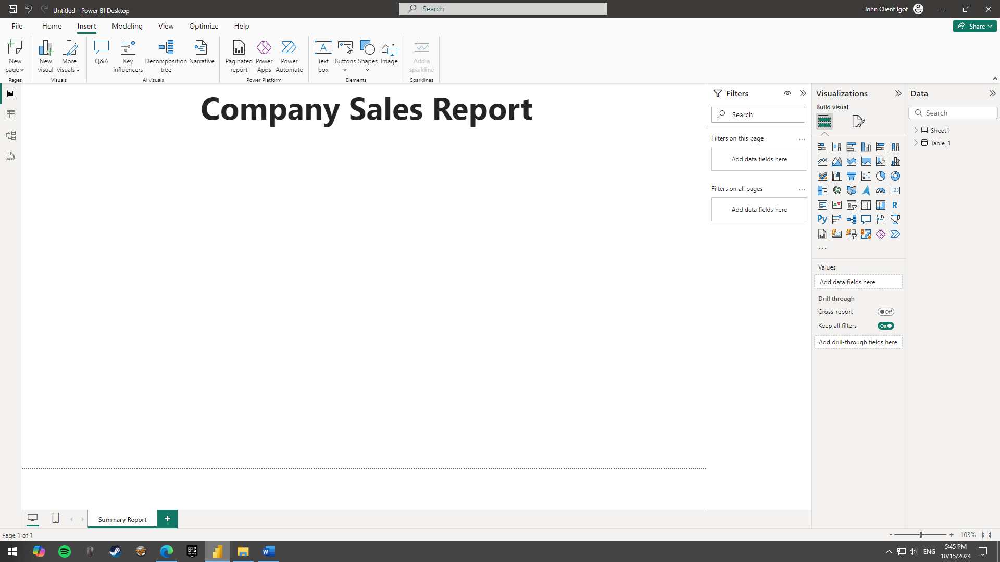 Untitled - Power BI Desktop
Search
John Client Igot
File Home Insert Modeling View Optimize Help
Share
New page
New visual
More visuals
Q&A
Key influencers
Decomposition tree
Narrative
Paginated report
Power Apps
Power Automate
Text box
Buttons
Shapes
Image
Add a sparkline
Pages
Visuals
AI visuals
Power Platform
Elements
Sparklines
Company Sales Report
Filters
Search
Filters on this page
...
Add data fields here
Filters on all pages
...
Add data fields here
Visualizations
Build visual
123
R
Py
123
...
Values
Add data fields here
Drill through
Cross-report
Off
Keep all filters
On
Add drill-through fields here
Data
Search
Sheet1
Table_1
DAX
Summary Report
+
Page 1 of 1
- + 103%
EPIC GAMES
W
ENG
5:45 PM
10/15/2024